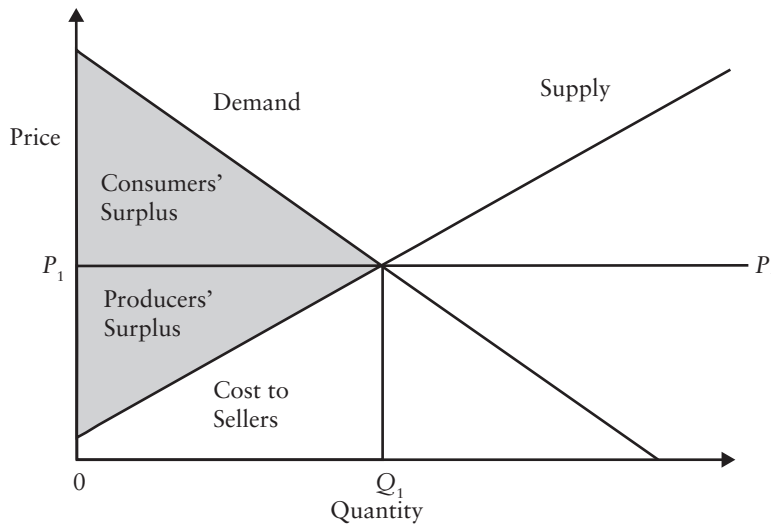 Demand
Supply
Price
Consumers’
Surplus
P₁
P
Producers’
Surplus
Cost to
Sellers
0
Q₁
Quantity